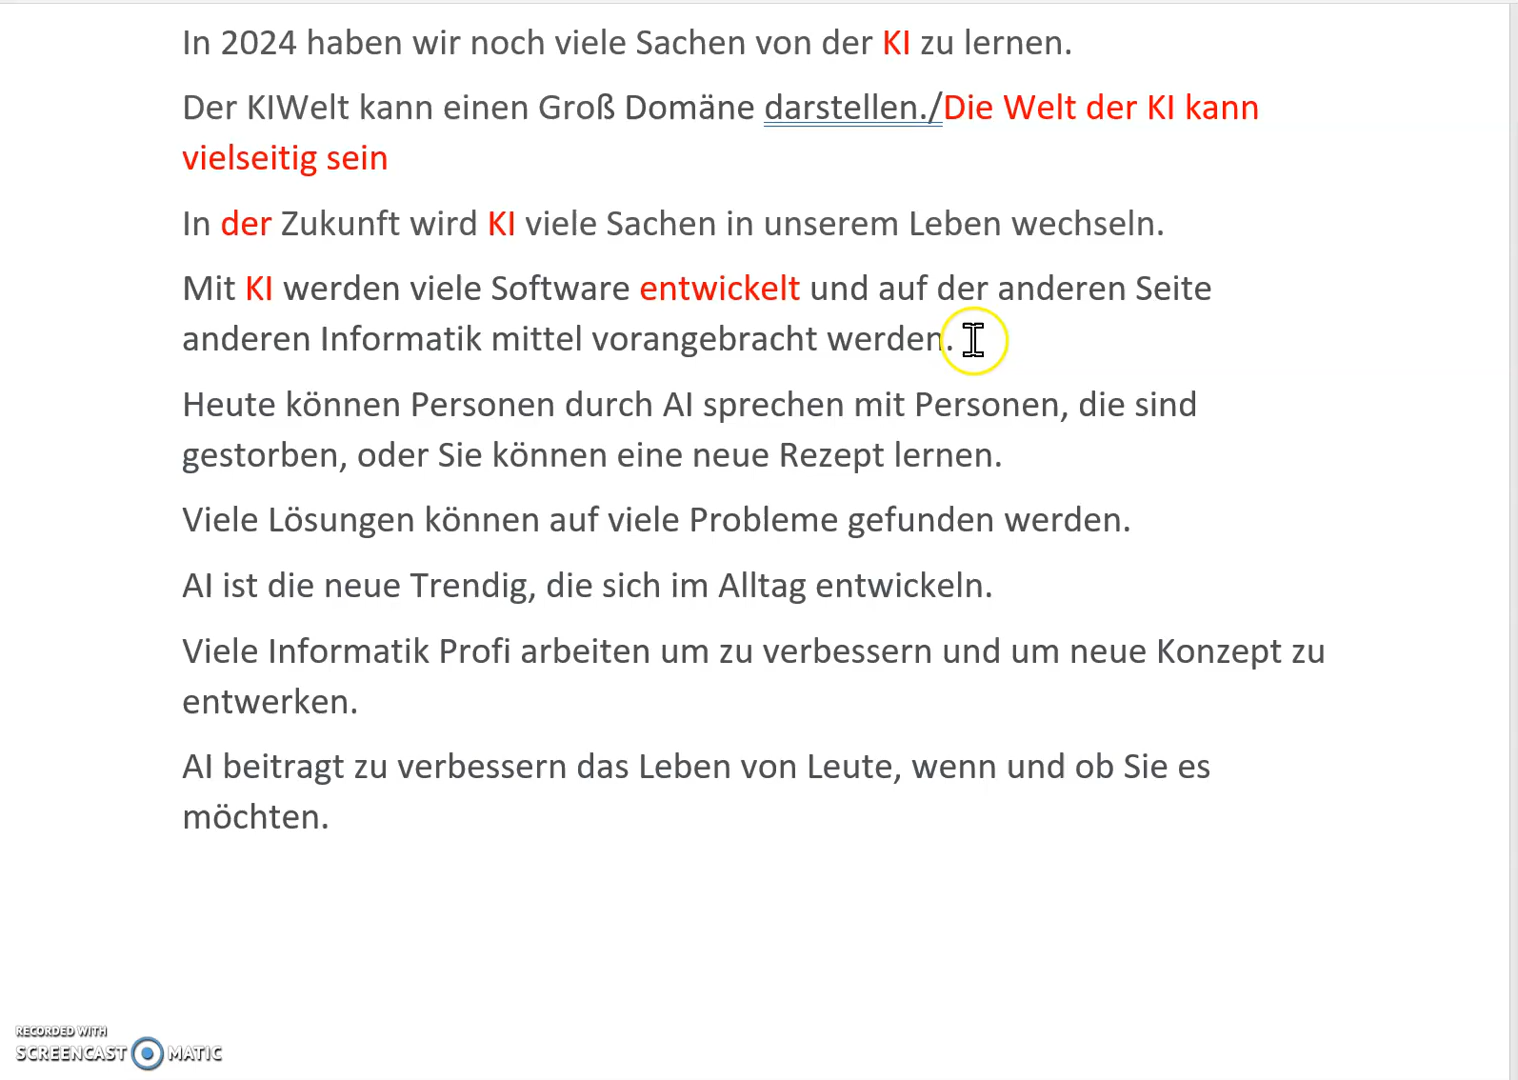 In 2024 haben wir noch viele Sachen von der KI zu lernen.
Der KIWelt kann einen Groß Domäne darstellen./Die Welt der KI kann
vielseitig sein
In der Zukunft wird KI viele Sachen in unserem Leben wechseln.
Mit KI werden viele Software entwickelt und auf der anderen Seite
anderen Informatik mittel vorangebracht werden.
Heute können Personen durch AI sprechen mit Personen, die sind
gestorben, oder Sie können eine neue Rezept lernen.
Viele Lösungen können auf viele Probleme gefunden werden.
AI ist die neue Trendig, die sich im Alltag entwickeln.
Viele Informatik Profi arbeiten um zu verbessern und um neue Konzept zu
entwerken.
AI beitragt zu verbessern das Leben von Leute, wenn und ob Sie es
möchten.
RECORDED WITH
SCREENCAST MATIC